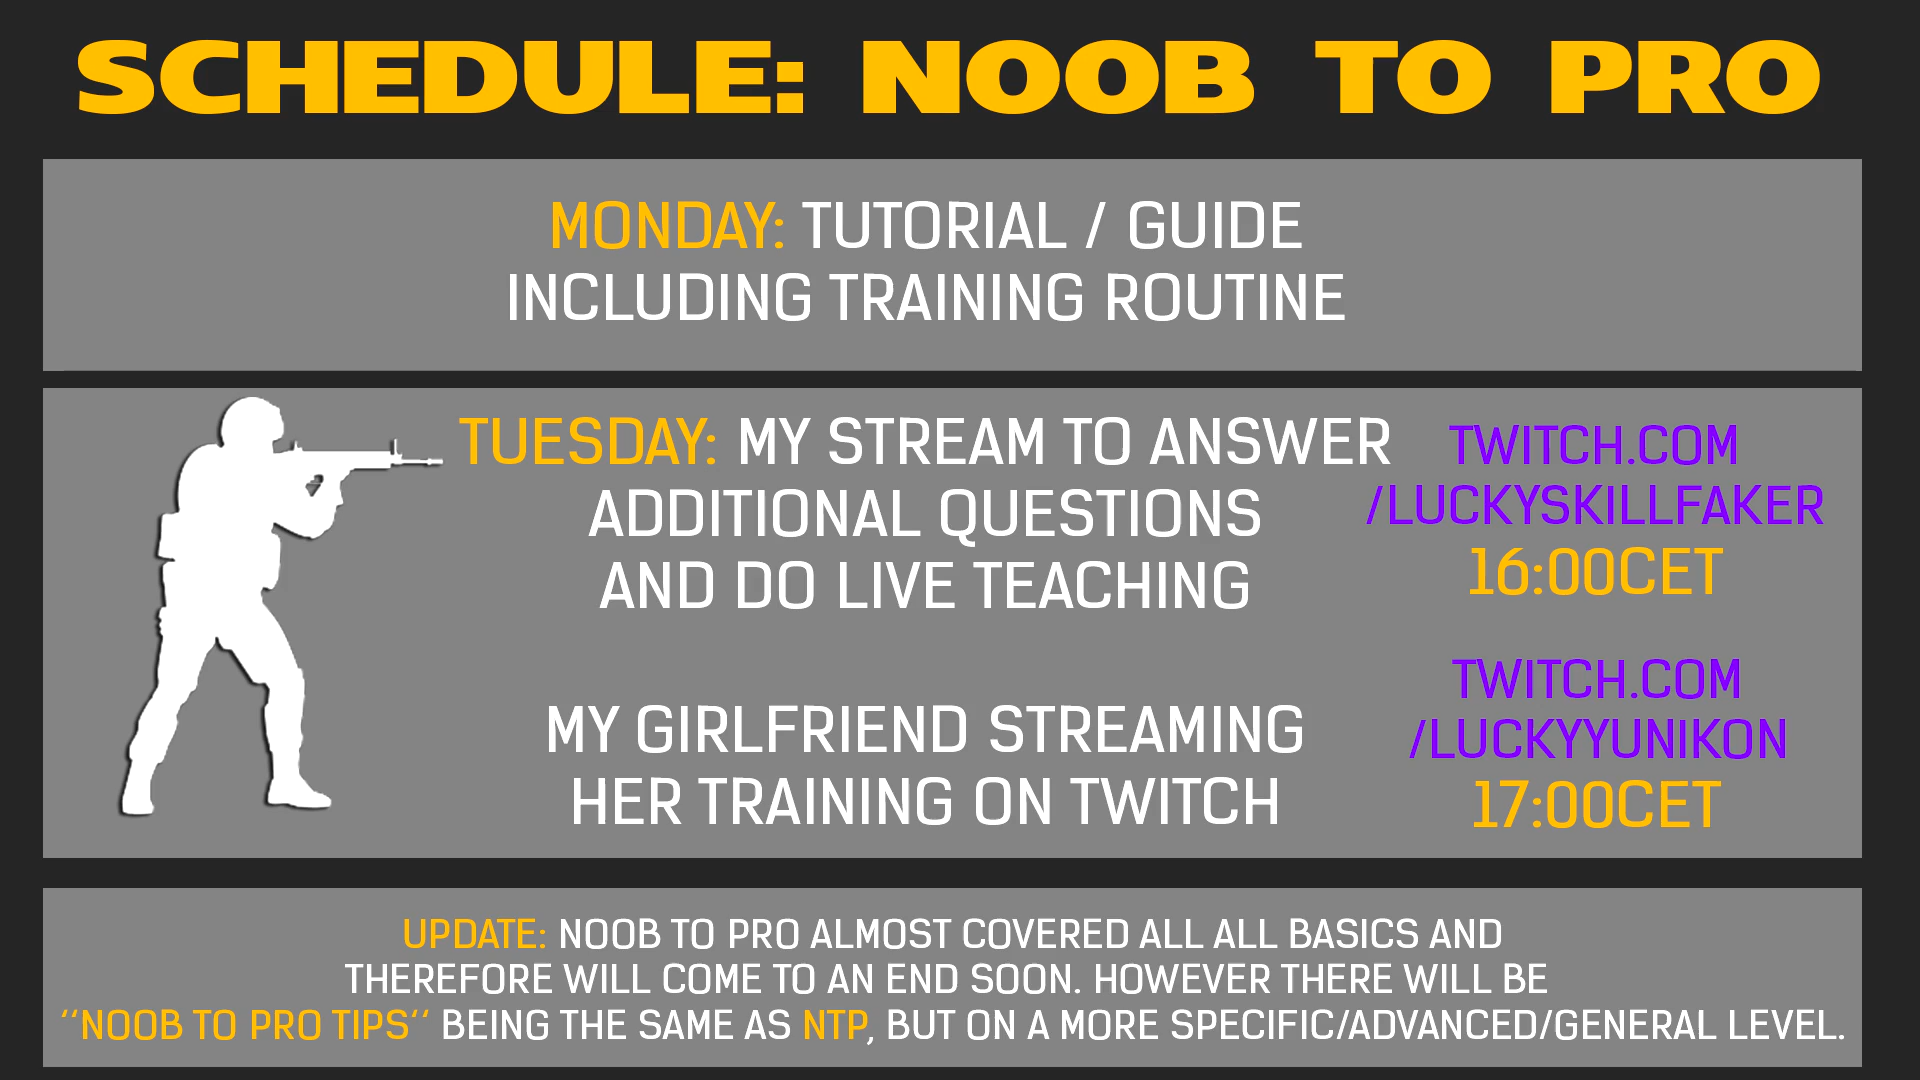 SCHEDULE: NOOB TO PRO
MONDAY: TUTORIAL / GUIDE
INCLUDING TRAINING ROUTINE
TUESDAY: MY STREAM TO ANSWER
ADDITIONAL QUESTIONS
AND DO LIVE TEACHING
TWITCH.COM
/LUCKYSKILLFAKER
16:00CET
MY GIRLFRIEND STREAMING
HER TRAINING ON TWITCH
TWITCH.COM
/LUCKYYUNIKON
17:00CET
UPDATE: NOOB TO PRO ALMOST COVERED ALL ALL BASICS AND
THEREFORE WILL COME TO AN END SOON. HOWEVER THERE WILL BE
“NOOB TO PRO TIPS“ BEING THE SAME AS NTP, BUT ON A MORE SPECIFIC/ADVANCED/GENERAL LEVEL.